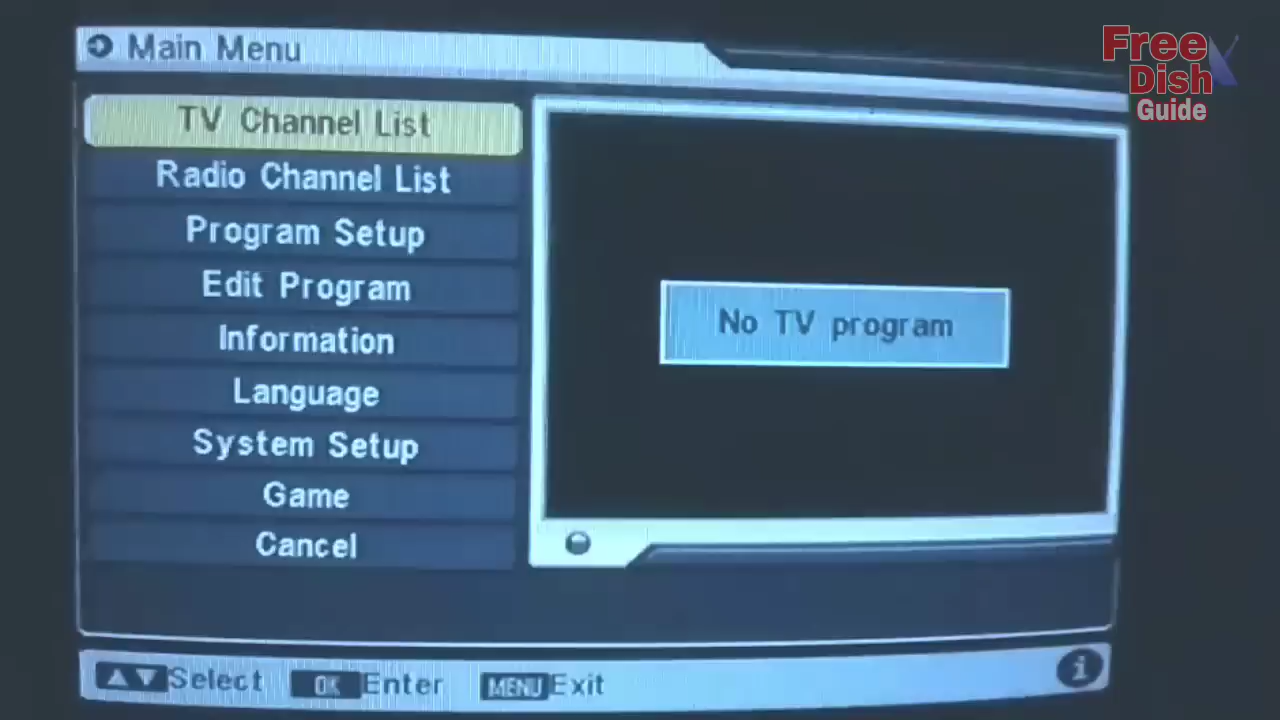 Main Menu
Free
Dish
Guide
TV Channel List
Radio Channel List
Program Setup
Edit Program
Information
Language
System Setup
Game
Cancel
No TV program
Select OK Enter MENU Exit
i